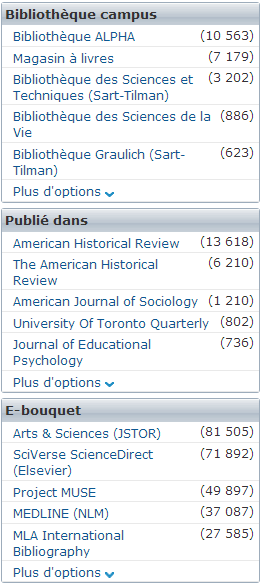 Bibliothèque campus
Bibliothèque ALPHA (10 563)
Magasin à livres (7 179)
Bibliothèque des Sciences et (3 202)
Techniques (Sart-Tilman)
Bibliothèque des Sciences de la (886)
Vie
Bibliothèque Graulich (Sart- (623)
Tilman)
Plus d'options
Publié dans
American Historical Review (13 618)
The American Historical (6 210)
Review
American Journal of Sociology (1 210)
University Of Toronto Quarterly (802)
Journal of Educational (736)
Psychology
Plus d'options
E-bouquet
Arts & Sciences (JSTOR) (81 505)
SciVerse ScienceDirect (71 892)
(Elsevier)
Project MUSE (49 897)
MEDLINE (NLM) (37 087)
MLA International (27 585)
Bibliography
Plus d'options